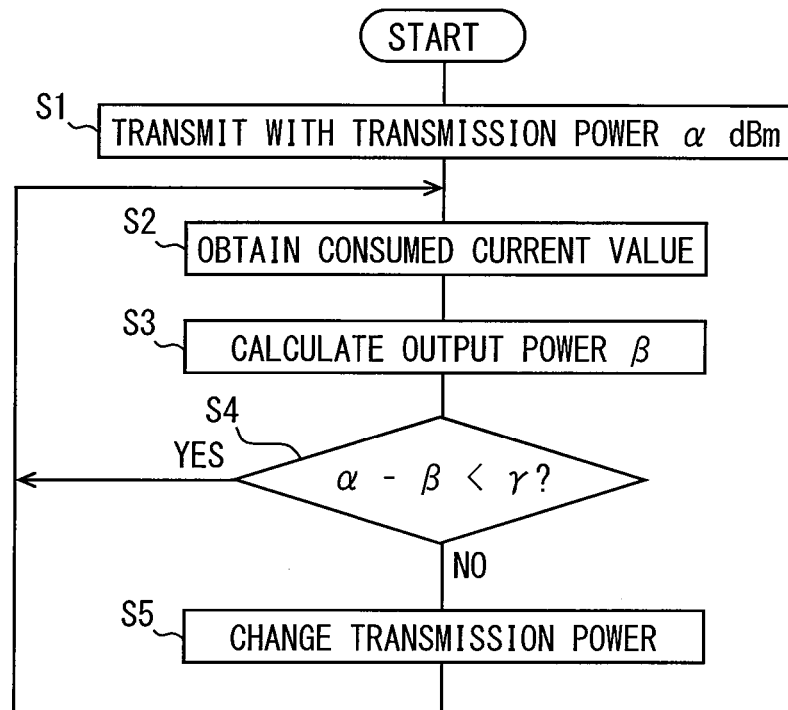 START
S1
TRANSMIT WITH TRANSMISSION POWER α dBm
S2
OBTAIN CONSUMED CURRENT VALUE
S3
CALCULATE OUTPUT POWER β
S4
YES
α - β < γ?
NO
S5
CHANGE TRANSMISSION POWER